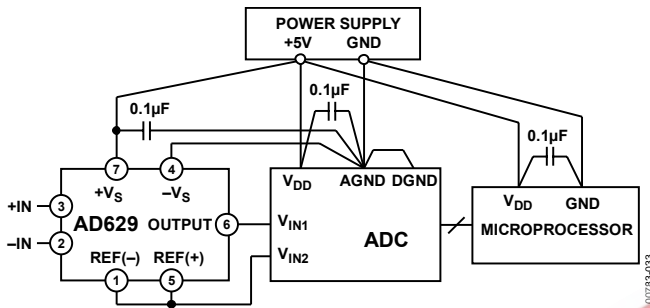 POWER SUPPLY
+5V GND
0.1µF
0.1µF
0.1µF
7 4
+VS –VS
VDD AGND DGND
VDD GND
+IN 3
AD629 OUTPUT 6
VIN1
ADC
MICROPROCESSOR
–IN 2
REF(–) REF(+)
VIN2
1 5
00783-033